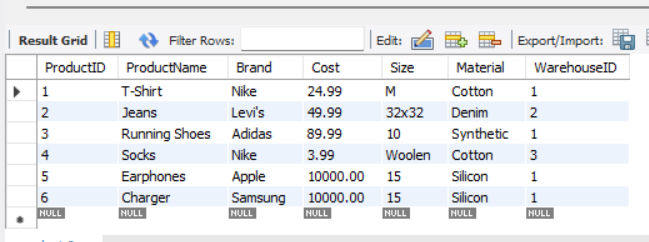 Result Grid Filter Rows: Edit: Export/Import:
ProductID ProductName Brand Cost Size Material WarehouseID
1 T-Shirt Nike 24.99 M Cotton 1
2 Jeans Levi's 49.99 32x32 Denim 2
3 Running Shoes Adidas 89.99 10 Synthetic 1
4 Socks Nike 3.99 Woolen Cotton 3
5 Earphones Apple 10000.00 15 Silicon 1
6 Charger Samsung 10000.00 15 Silicon 1
NULL NULL NULL NULL NULL NULL NULL